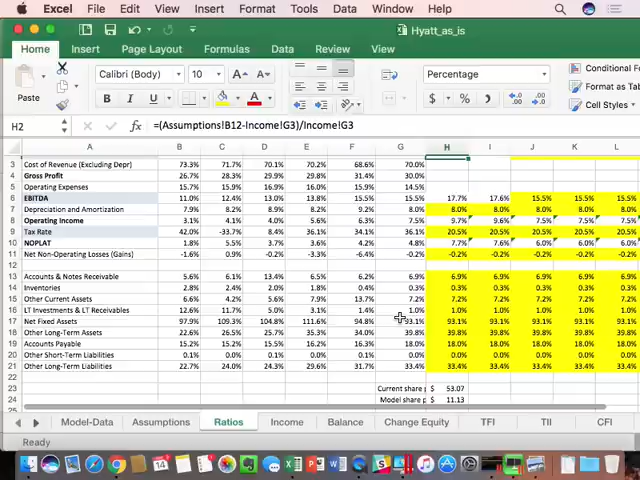 Excel File Edit View Insert Format Tools Data Window Help
Hyatt_as_is
Home Insert Page Layout Formulas Data Review View
Paste Calibri (Body) 10 A A Percentage Conditional Fo
B I U A $ % Cell Styles
H2 fx =(Assumptions!B12-Income!G3)/Income!G3
A B C D E F G H I J K L
3 Cost of Revenue (Excluding Depr) 73.3% 71.7% 70.1% 70.2% 68.6% 70.0%
4 Gross Profit 26.7% 28.3% 29.9% 29.8% 31.4% 30.0%
5 Operating Expenses 15.7% 15.9% 16.9% 16.0% 15.9% 14.5%
6 EBITDA 11.0% 12.4% 13.0% 13.8% 15.4% 15.5% 17.7% 17.6% 15.5% 15.5% 15.5%
7 Depreciation and Amortization 7.9% 8.2% 8.9% 8.9% 9.2% 8.0% 8.0% 8.0% 8.0% 8.0% 8.0%
8 Operating Income 3.1% 4.1% 4.0% 4.9% 6.3% 7.5% 9.7% 9.6% 7.5% 7.5% 7.5%
9 Tax Rate 42.0% -33.7% 8.4% 36.1% 34.1% 36.1% 20.5% 20.5% 20.5% 20.5% 20.5%
10 NOPLAT 1.8% 5.5% 3.7% 3.6% 4.2% 4.8% 7.7% 7.6% 6.0% 6.0% 6.0%
11 Net Non-Operating Losses (Gains) -1.6% 0.9% -0.2% -3.3% -6.4% -0.2% -0.2% -0.2% -0.2% -0.2% -0.2%
12
13 Accounts & Notes Receivable 5.6% 6.1% 13.4% 6.5% 6.2% 6.9% 6.9% 6.9% 6.9% 6.9% 6.9%
14 Inventories 2.8% 2.4% 2.0% 1.8% 0.4% 0.3% 0.3% 0.3% 0.3% 0.3% 0.3%
15 Other Current Assets 6.6% 4.2% 5.6% 7.9% 13.7% 7.2% 7.2% 7.2% 7.2% 7.2% 7.2%
16 LT Investments & LT Receivables 12.6% 11.7% 5.0% 3.1% 1.4% 1.0% 1.0% 1.0% 1.0% 1.0% 1.0%
17 Net Fixed Assets 97.9% 109.3% 104.8% 111.6% 94.8% 93.1% 93.1% 93.1% 93.1% 93.1% 93.1%
18 Other Long-Term Assets 22.6% 26.5% 25.7% 35.3% 34.0% 39.8% 39.8% 39.8% 39.8% 39.8% 39.8%
19 Accounts Payable 15.2% 15.2% 15.5% 16.9% 16.2% 18.0% 18.0% 18.0% 18.0% 18.0% 18.0%
20 Other Short-Term Liabilities 0.1% 0.0% 0.1% 0.0% 0.1% 0.0% 0.0% 0.0% 0.0% 0.0% 0.0%
21 Other Long-Term Liabilities 22.7% 24.0% 24.3% 29.6% 31.7% 33.4% 33.4% 33.4% 33.4% 33.4% 33.4%
22
23 Current share p $ 53.07
24 Model share p $ 11.13
Model-Data Assumptions Ratios Income Balance Change Equity TFI TII CFI
Ready